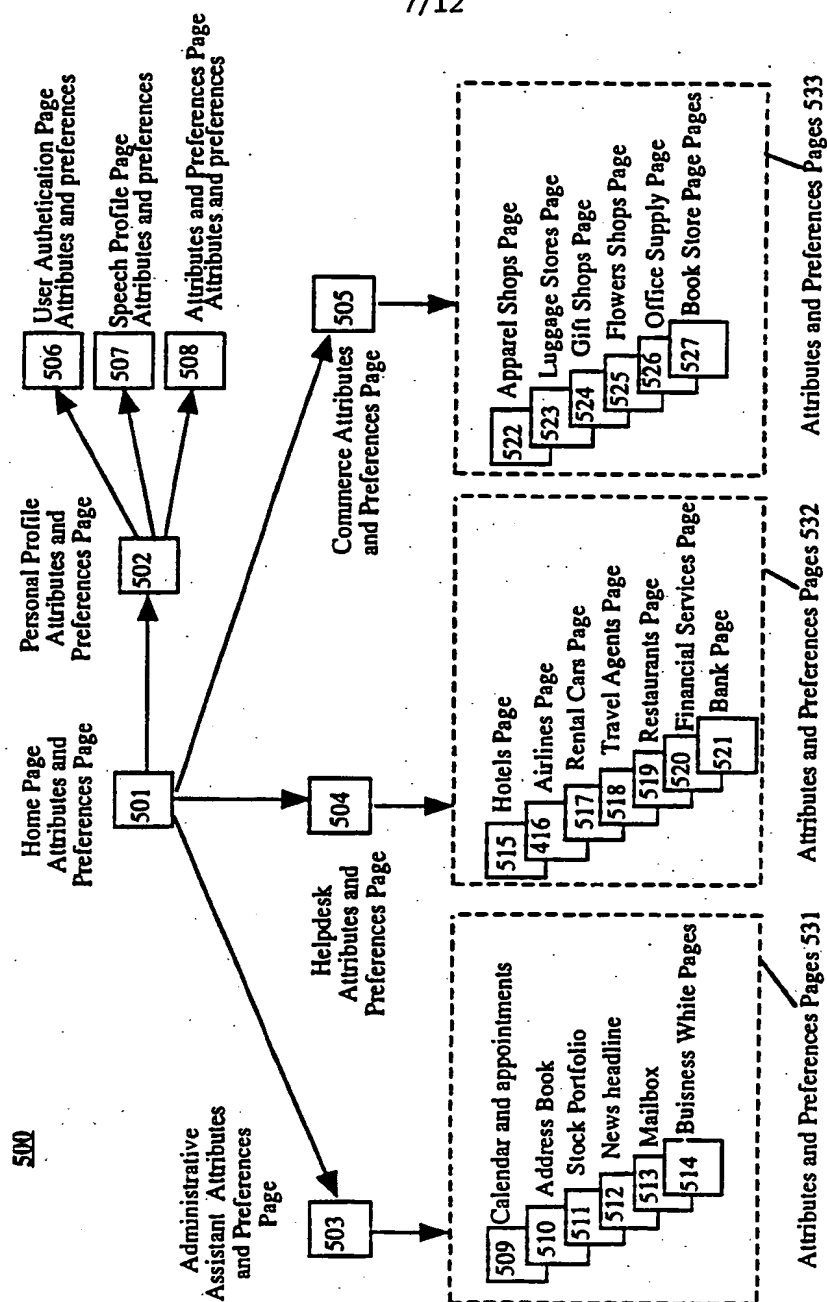 7/12
500
Home Page
Attributes and
Preferences Page
501
Personal Profile
Attributes and
Preferences Page
502
506
User Authetication Page
Attributes and preferences
507
Speech Profile Page
Attributes and preferences
508
Attributes and Preferences Page
Attributes and preferences
Administrative
Assistant Attributes
and Preferences
Page
503
504
Helpdesk
Attributes and
Preferences Page
505
Commerce Attributes
and Preferences Page
509 Calendar and appointments
510 Address Book
511 Stock Portfolio
512 News headline
513 Mailbox
514 Buisness White Pages
Attributes and Preferences Pages 531
515 Hotels Page
416 Airlines Page
517 Rental Cars Page
518 Travel Agents Page
519 Restaurants Page
520 Financial Services Page
521 Bank Page
Attributes and Preferences Pages 532
522 Apparel Shops Page
523 Luggage Stores Page
524 Gift Shops Page
525 Flowers Shops Page
526 Office Supply Page
527 Book Store Page Pages
Attributes and Preferences Pages 533